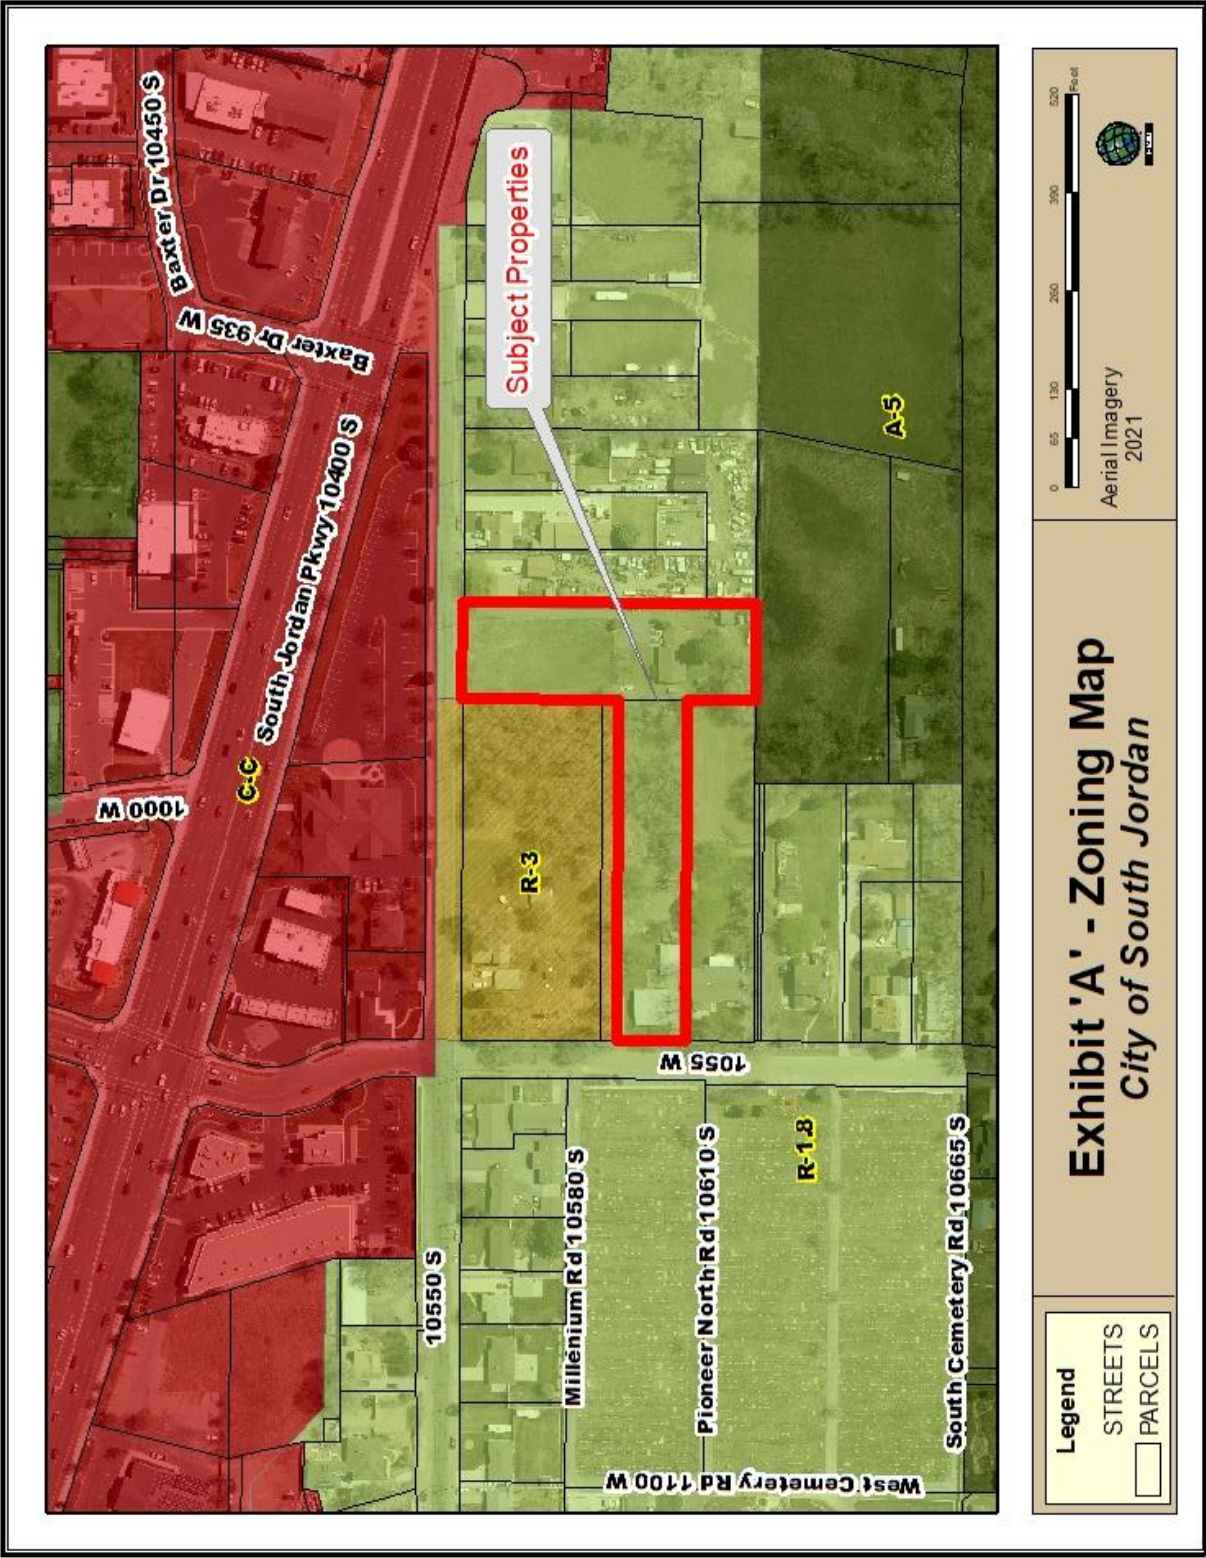 Baxter Dr 10450 S
Baxter Dr 935 W
South Jordan Pkwy 10400 S
C-C
1000 W
Subject Properties
R-3
A-5
1055 W
R-1.8
10550 S
Millenium Rd 10580 S
Pioneer North Rd 10610 S
South Cemetery Rd 10665 S
West Cemetery Rd 1100 W
Legend
STREETS
PARCELS
Exhibit 'A' - Zoning Map
City of South Jordan
0 65 130 260 390 520
Feet
Aerial Imagery
2021